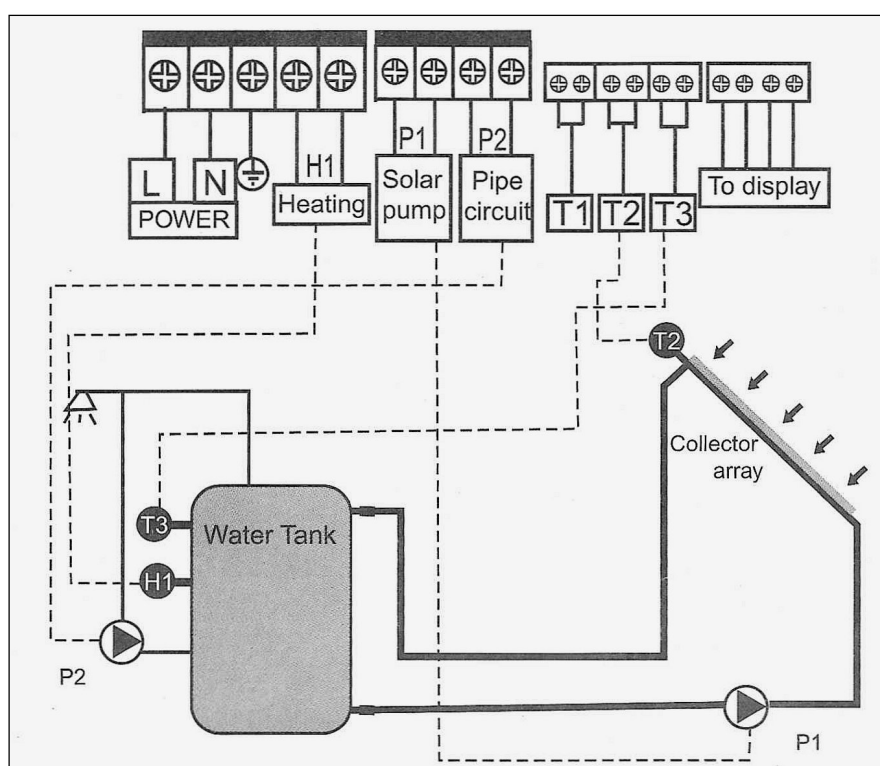 P1
P2
H1
L
N
POWER
Heating
Solar
pump
Pipe
circuit
T1
T2
T3
To display
T2
Collector
array
T3
Water Tank
H1
P2
P1